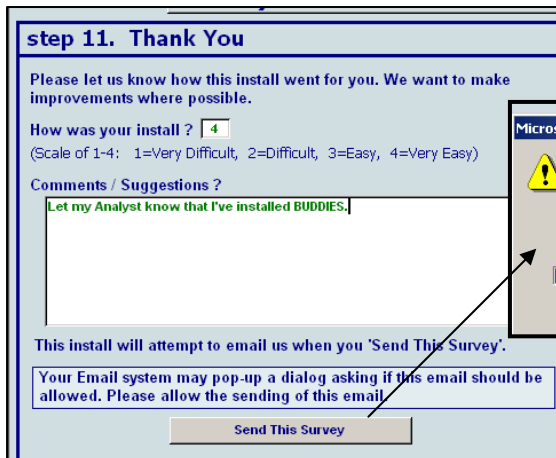 step 11. Thank You
Please let us know how this install went for you. We want to make
improvements where possible.
How was your install ? 4
(Scale of 1-4: 1=Very Difficult, 2=Difficult, 3=Easy, 4=Very Easy)
Comments / Suggestions ?
Let my Analyst know that I've installed BUDDIES.
This install will attempt to email us when you 'Send This Survey'.
Your Email system may pop-up a dialog asking if this email should be
allowed. Please allow the sending of this email.
Send This Survey
Micros